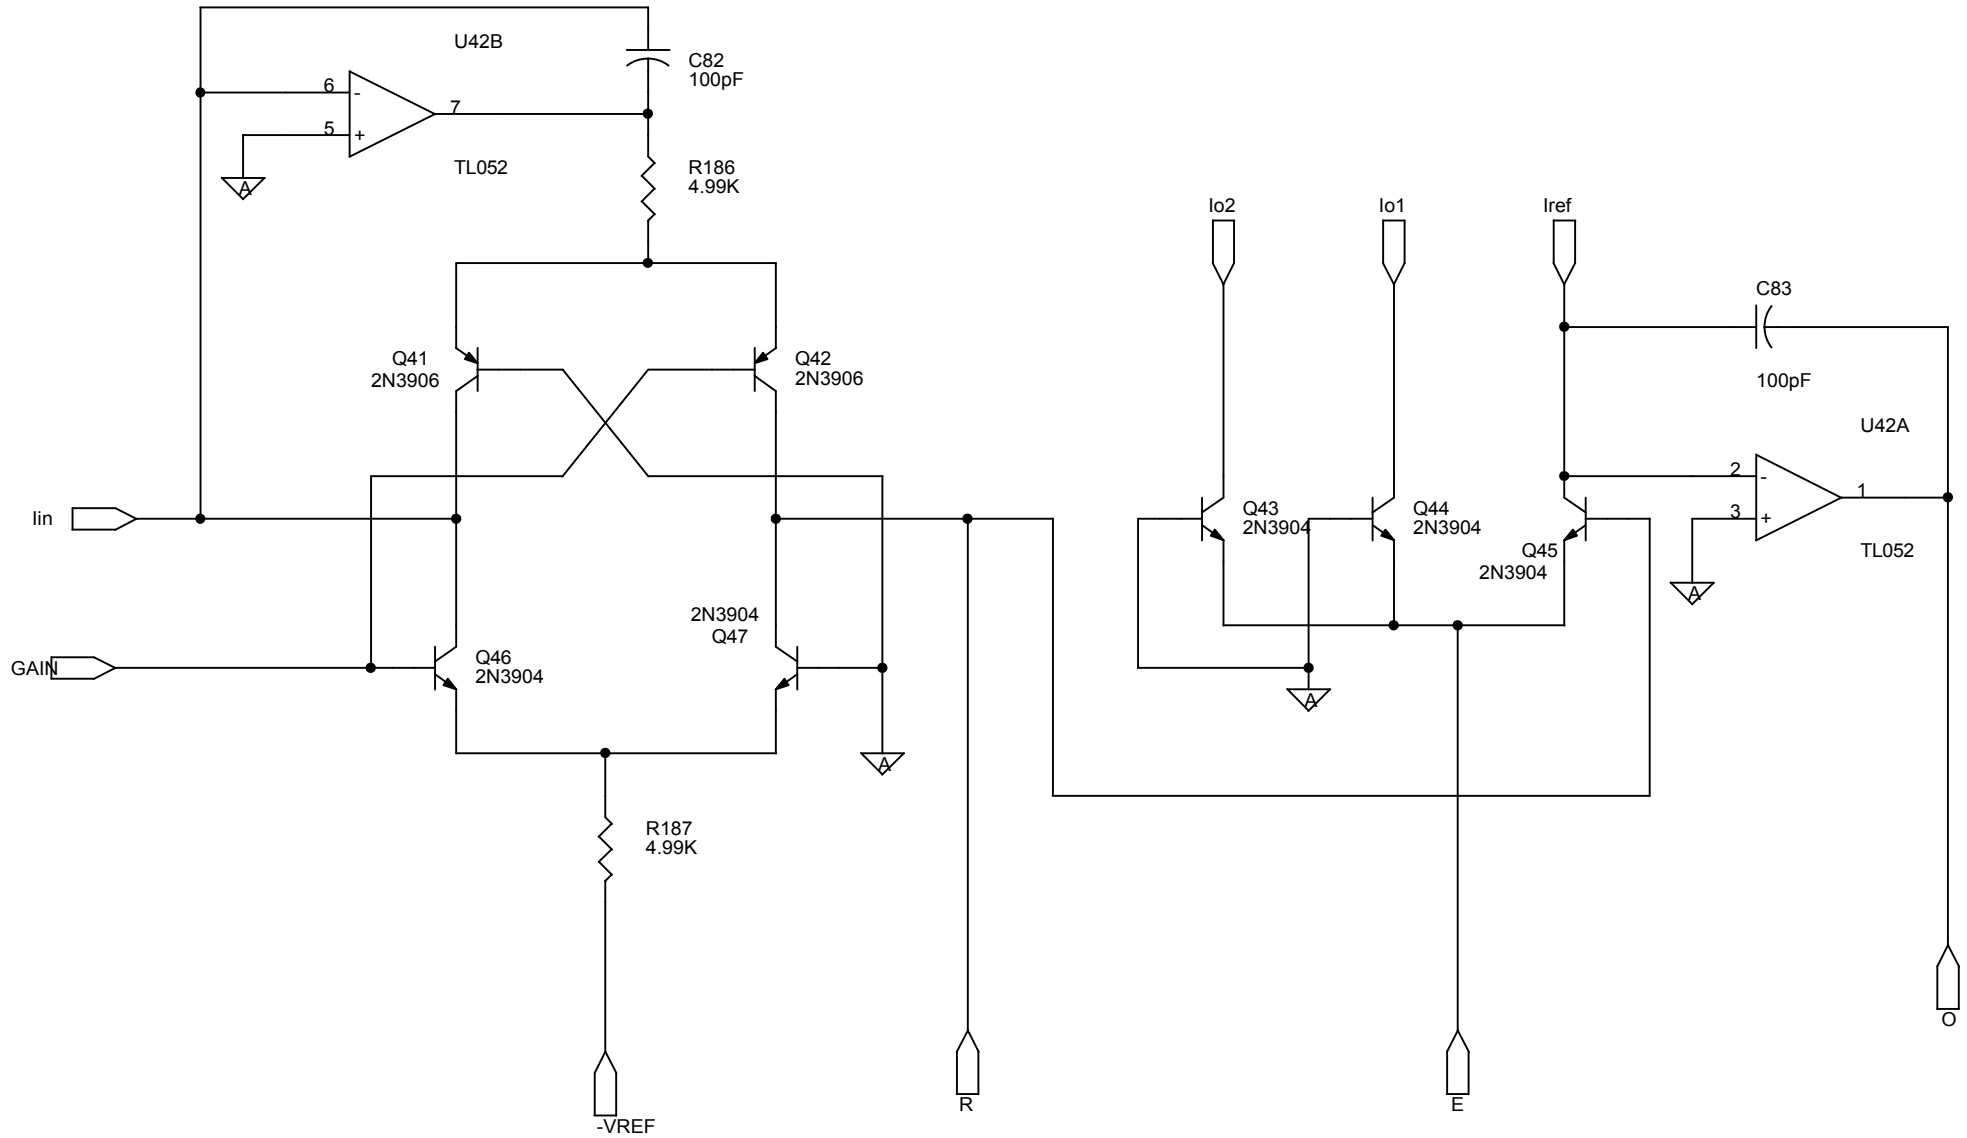 U42B
C82
100pF
6
-
7
5
+
TL052
A
R186
4.99K
Io2
Io1
Iref
C83
100pF
Q41
2N3906
Q42
2N3906
U42A
2
-
1
3
+
TL052
A
Iin
Q43
2N3904
Q44
2N3904
Q45
2N3904
2N3904
Q47
GAIN
Q46
2N3904
A
A
R187
4.99K
O
R
E
-VREF